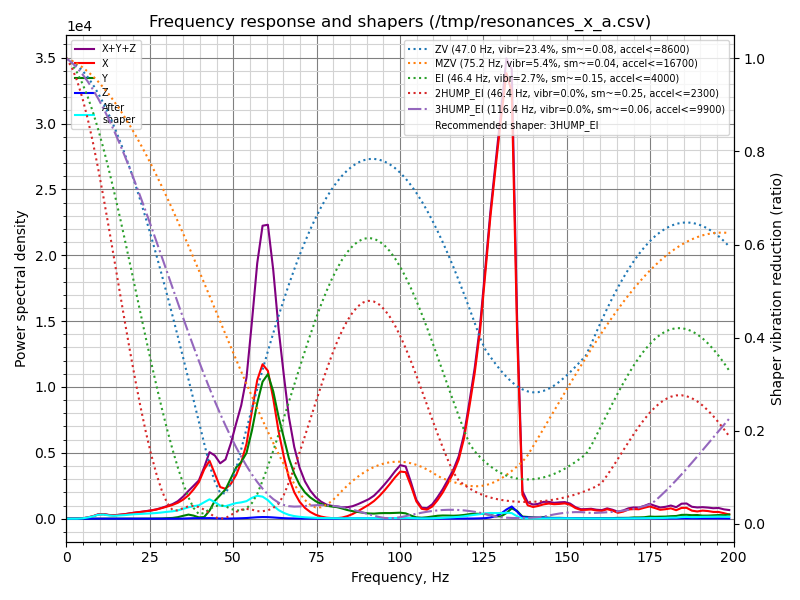 Frequency response and shapers (/tmp/resonances_x_a.csv)
1e4
X+Y+Z
X
Y
Z
After
shaper
ZV (47.0 Hz, vibr=23.4%, sm~=0.08, accel<=8600)
MZV (75.2 Hz, vibr=5.4%, sm~=0.04, accel<=16700)
EI (46.4 Hz, vibr=2.7%, sm~=0.15, accel<=4000)
2HUMP_EI (46.4 Hz, vibr=0.0%, sm~=0.25, accel<=2300)
3HUMP_EI (116.4 Hz, vibr=0.0%, sm~=0.06, accel<=9900)
Recommended shaper: 3HUMP_EI
Power spectral density
3.5
3.0
2.5
2.0
1.5
1.0
0.5
0.0
1.0
0.8
0.6
0.4
0.2
0.0
Shaper vibration reduction (ratio)
0 25 50 75 100 125 150 175 200
Frequency, Hz